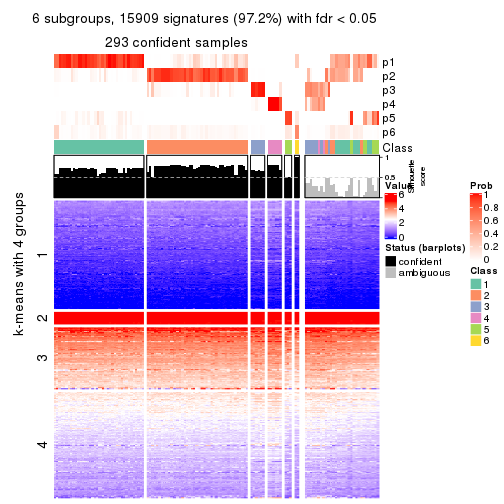 6 subgroups, 15909 signatures (97.2%) with fdr < 0.05
293 confident samples
p1
p2
p3
p4
p5
p6
Class
1
0.5
0
Silhouette
score
k-means with 4 groups
1
2
3
4
Value
6
4
2
0
Status (barplots)
confident
ambiguous
Prob
1
0.8
0.6
0.4
0.2
0
Class
1
2
3
4
5
6